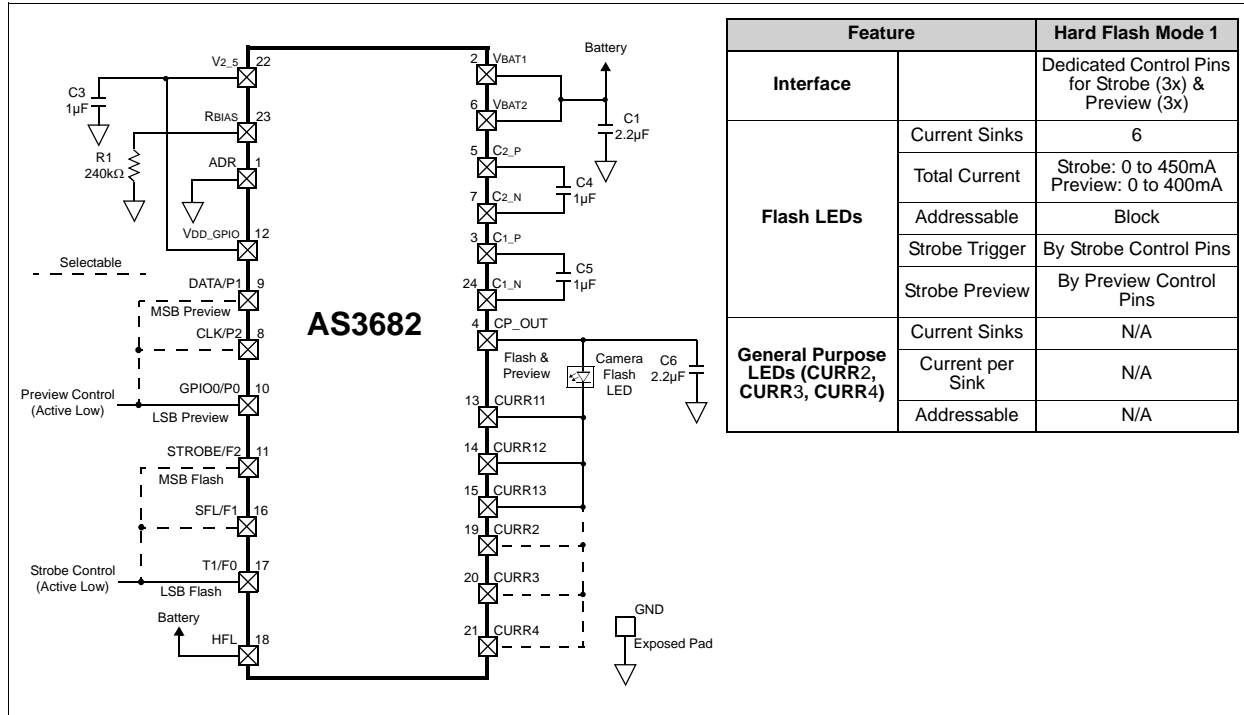 V2_5
22
C3
1µF
RBIAS
23
R1
240kΩ
ADR
1
VDD_GPIO
12
Selectable
DATA/P1
9
MSB Preview
CLK/P2
8
Preview Control
(Active Low)
GPIO0/P0
10
LSB Preview
STROBE/F2
11
MSB Flash
SFL/F1
16
Strobe Control
(Active Low)
T1/F0
17
LSB Flash
Battery
HFL
18
AS3682
2
VBAT1
Battery
6
VBAT2
C1
2.2µF
5
C2_P
C4
1µF
7
C2_N
3
C1_P
C5
1µF
24
C1_N
4
CP_OUT
Flash &
Preview
Camera
Flash
LED
C6
2.2µF
13
CURR11
14
CURR12
15
CURR13
19
CURR2
20
CURR3
21
CURR4
GND
Exposed Pad
Feature
Hard Flash Mode 1
Interface
Dedicated Control Pins
for Strobe (3x) &
Preview (3x)
Flash LEDs
Current Sinks
6
Total Current
Strobe: 0 to 450mA
Preview: 0 to 400mA
Addressable
Block
Strobe Trigger
By Strobe Control Pins
Strobe Preview
By Preview Control
Pins
General Purpose
LEDs (CURR2,
CURR3, CURR4)
Current Sinks
N/A
Current per
Sink
N/A
Addressable
N/A